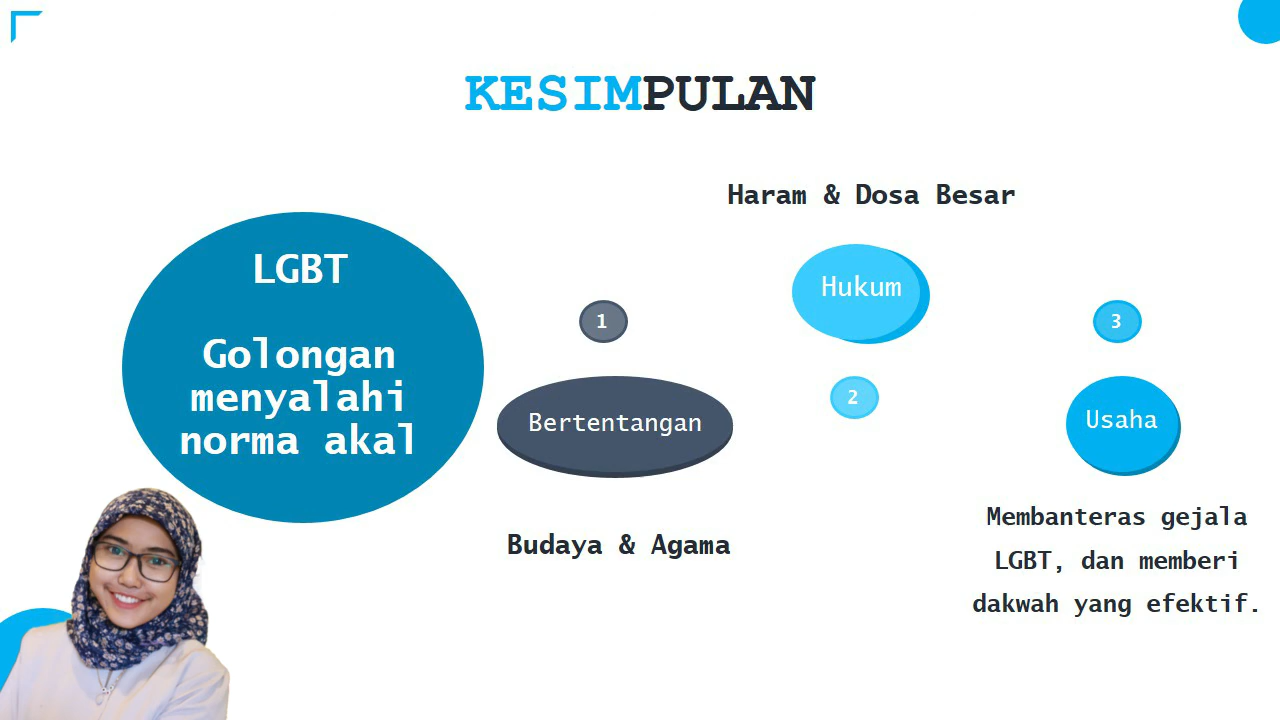 KESIMPULAN
LGBT
Golongan
menyalahi
norma akal
1
Bertentangan
Budaya & Agama
Haram & Dosa Besar
Hukum
2
3
Usaha
Membanteras gejala
LGBT, dan memberi
dakwah yang efektif.